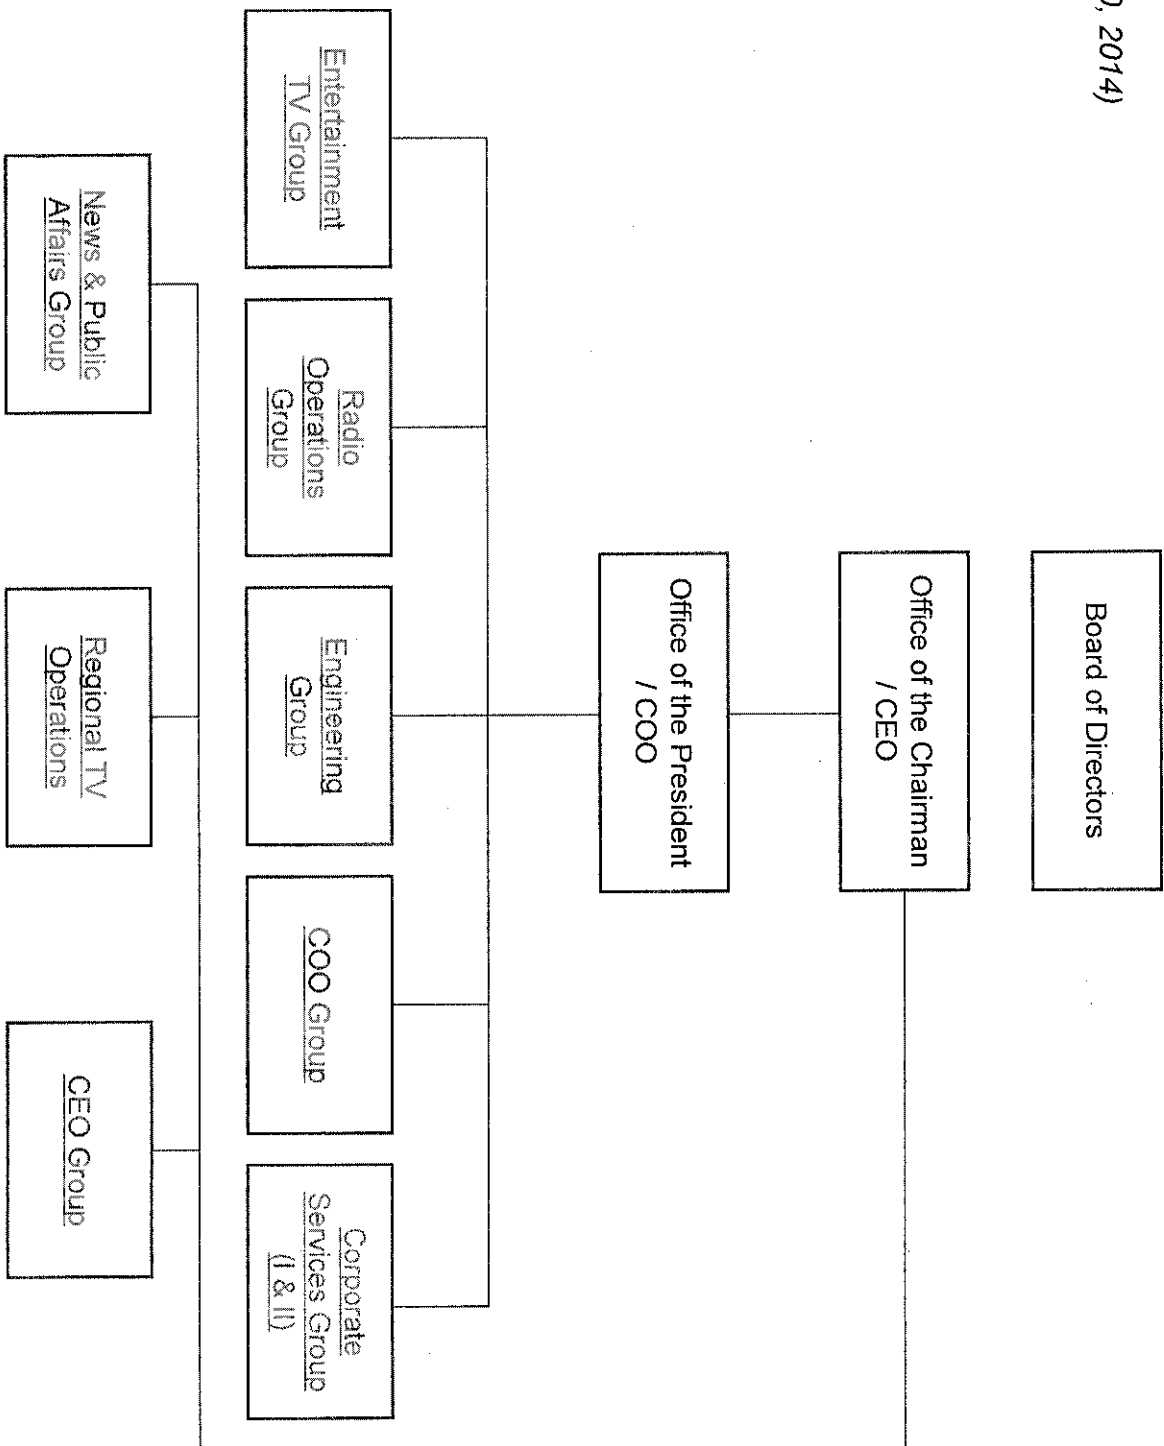 , 2014)
Board of Directors
Office of the Chairman
/ CEO
Office of the President
/ COO
Entertainment
TV Group
Radio
Operations
Group
Engineering
Group
COO Group
Corporate
Services Group
(I & II)
News & Public
Affairs Group
Regional TV
Operations
CEO Group